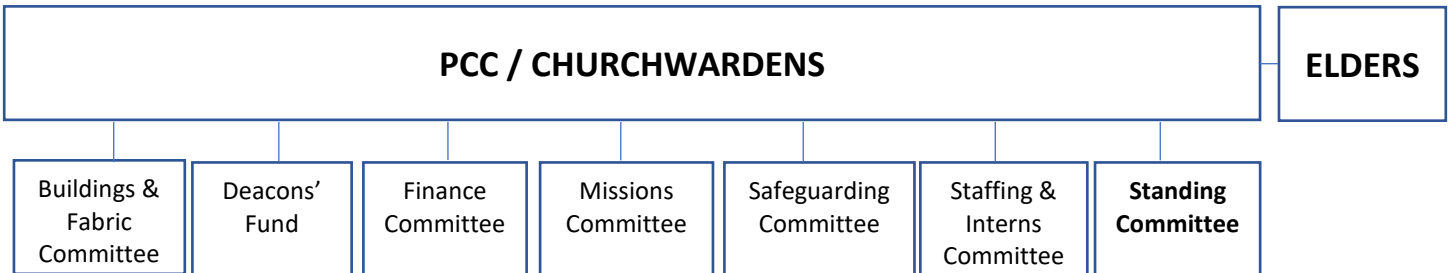 PCC / CHURCHWARDENS
ELDERS
Buildings &
Fabric
Committee
Deacons’
Fund
Finance
Committee
Missions
Committee
Safeguarding
Committee
Staffing &
Interns
Committee
Standing
Committee